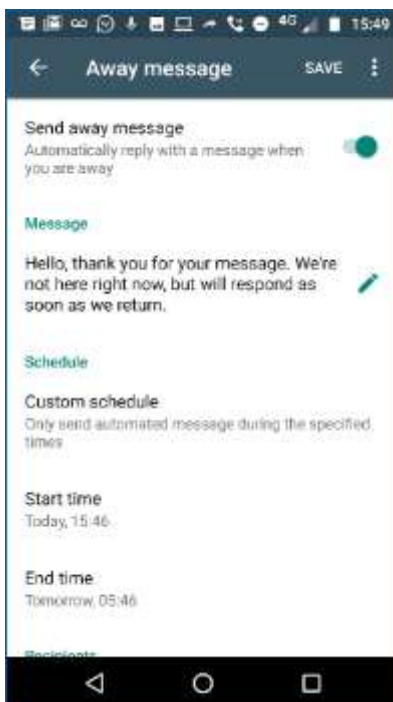 4G 15:49
Away message SAVE
Send away message
Automatically reply with a message when
you are away
Message
Hello, thank you for your message. We're
not here right now, but will respond as
soon as we return.
Schedule
Custom schedule
Only send automated message during the specified
times
Start time
Today, 15:46
End time
Tomorrow, 05:46
Recipients